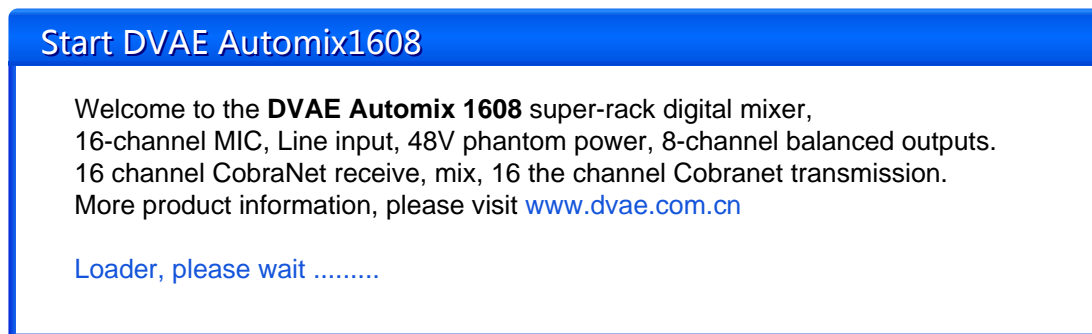 Start DVAE Automix1608
Welcome to the DVAE Automix 1608 super-rack digital mixer,
16-channel MIC, Line input, 48V phantom power, 8-channel balanced outputs.
16 channel CobraNet receive, mix, 16 the channel Cobranet transmission.
More product information, please visit www.dvae.com.cn
Loader, please wait .........